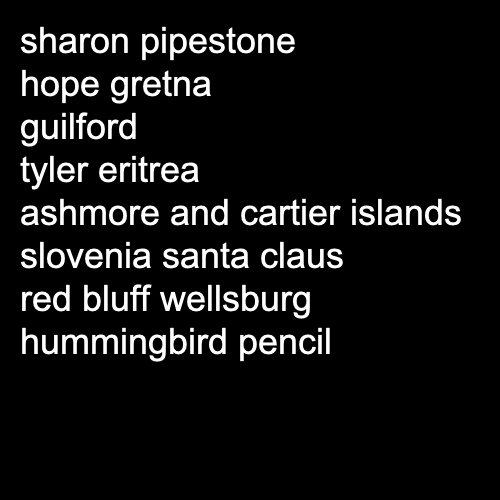 sharon pipestone
hope gretna
guilford
tyler eritrea
ashmore and cartier islands
slovenia santa claus
red bluff wellsburg
hummingbird pencil